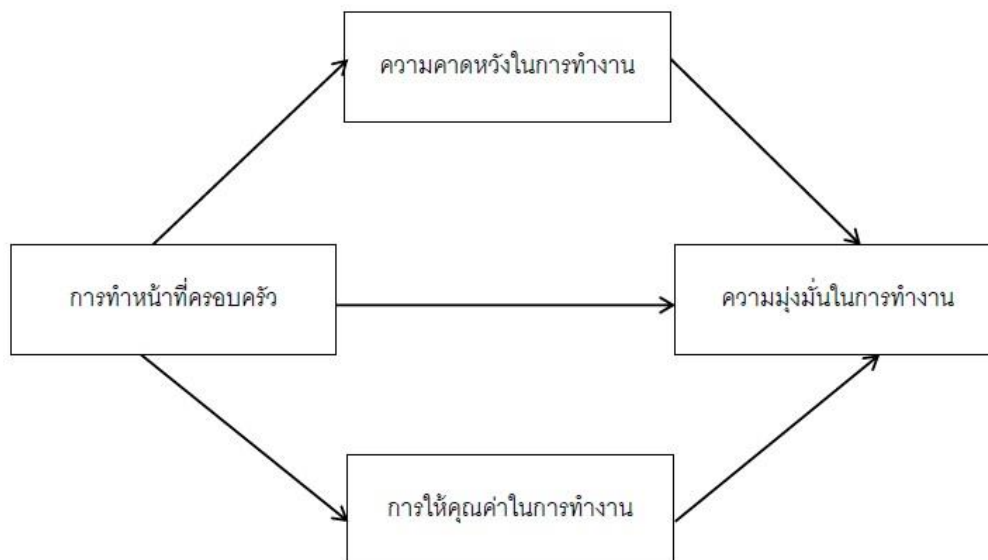 ความคาดหวังในการทำงาน
การทำหน้าที่ครอบครัว
ความมุ่งมั่นในการทำงาน
การให้คุณค่าในการทำงาน